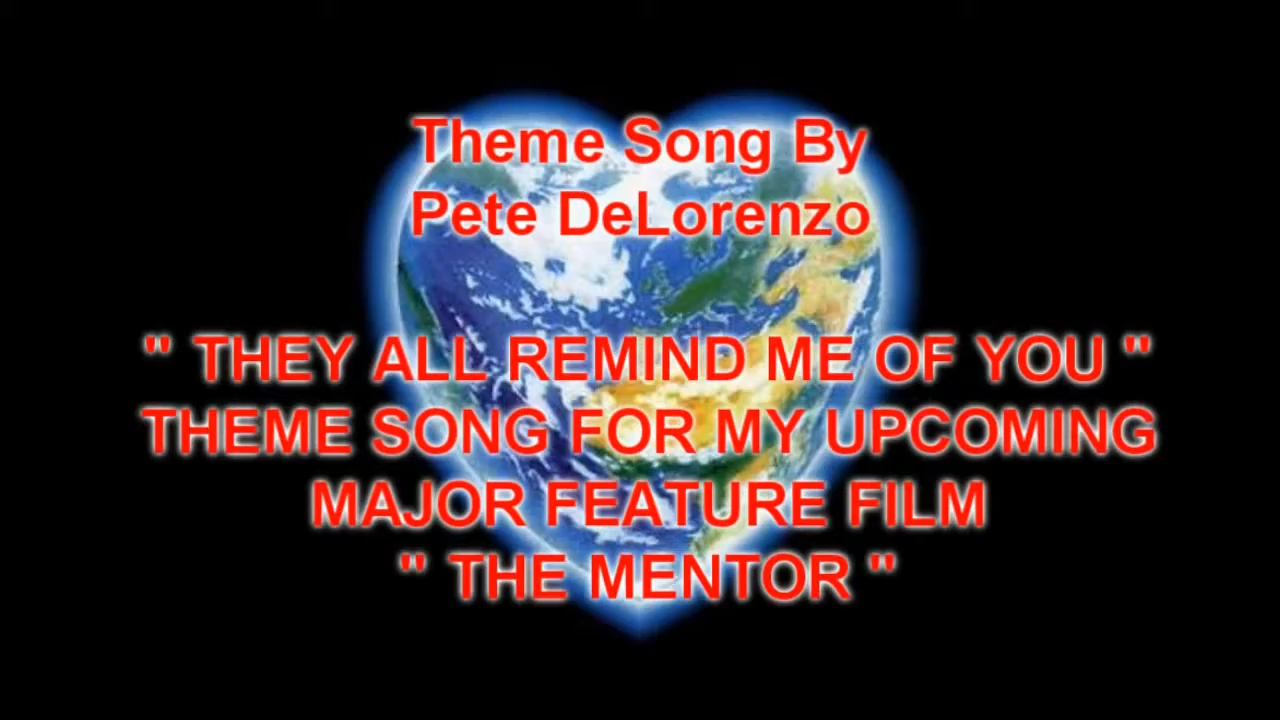 Theme Song By
Pete DeLorenzo
" THEY ALL REMIND ME OF YOU "
THEME SONG FOR MY UPCOMING
MAJOR FEATURE FILM
" THE MENTOR "